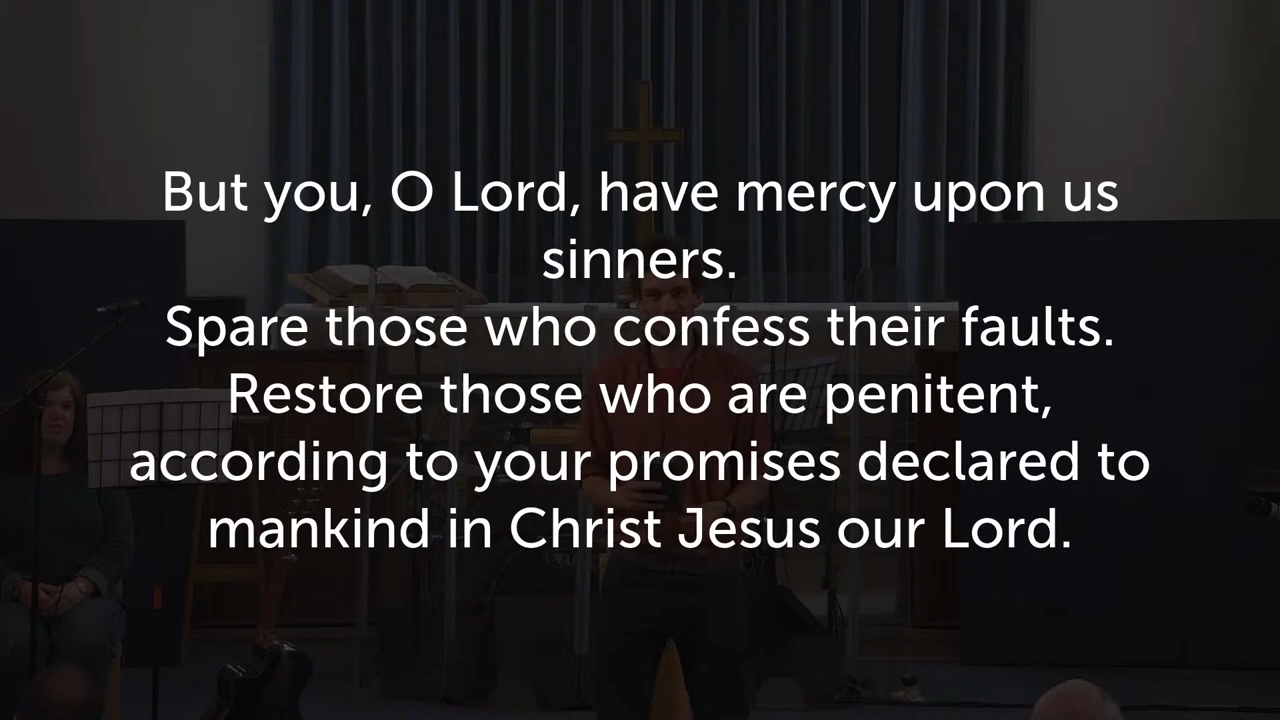 But you, O Lord, have mercy upon us
sinners.
Spare those who confess their faults.
Restore those who are penitent,
according to your promises declared to
mankind in Christ Jesus our Lord.